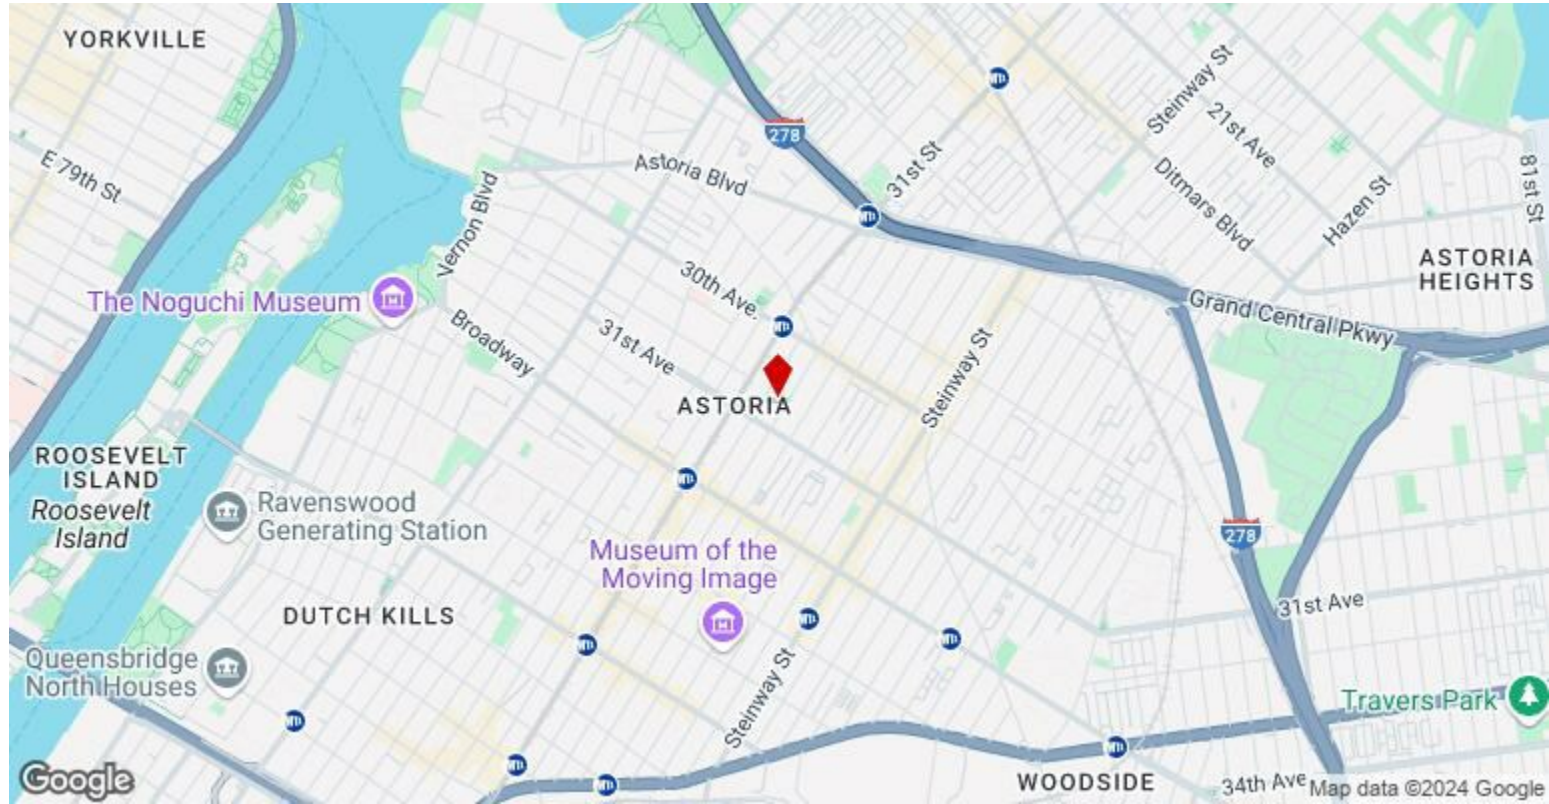 YORKVILLE
E 79th St
278
Astoria Blvd
31st St
Steinway St
21st Ave
Ditmars Blvd
Hazen St
81st St
Vernon Blvd
ASTORIA
HEIGHTS
The Noguchi Museum
30th Ave.
Grand Central Pkwy
Broadway
31st Ave
Steinway St
ASTORIA
ROOSEVELT
ISLAND
Roosevelt
Island
Ravenswood
Generating Station
Museum of the
Moving Image
278
31st Ave
DUTCH KILLS
Queensbridge
North Houses
Steinway St
Travers Park
Google
WOODSIDE
34th Ave
Map data ©2024 Google